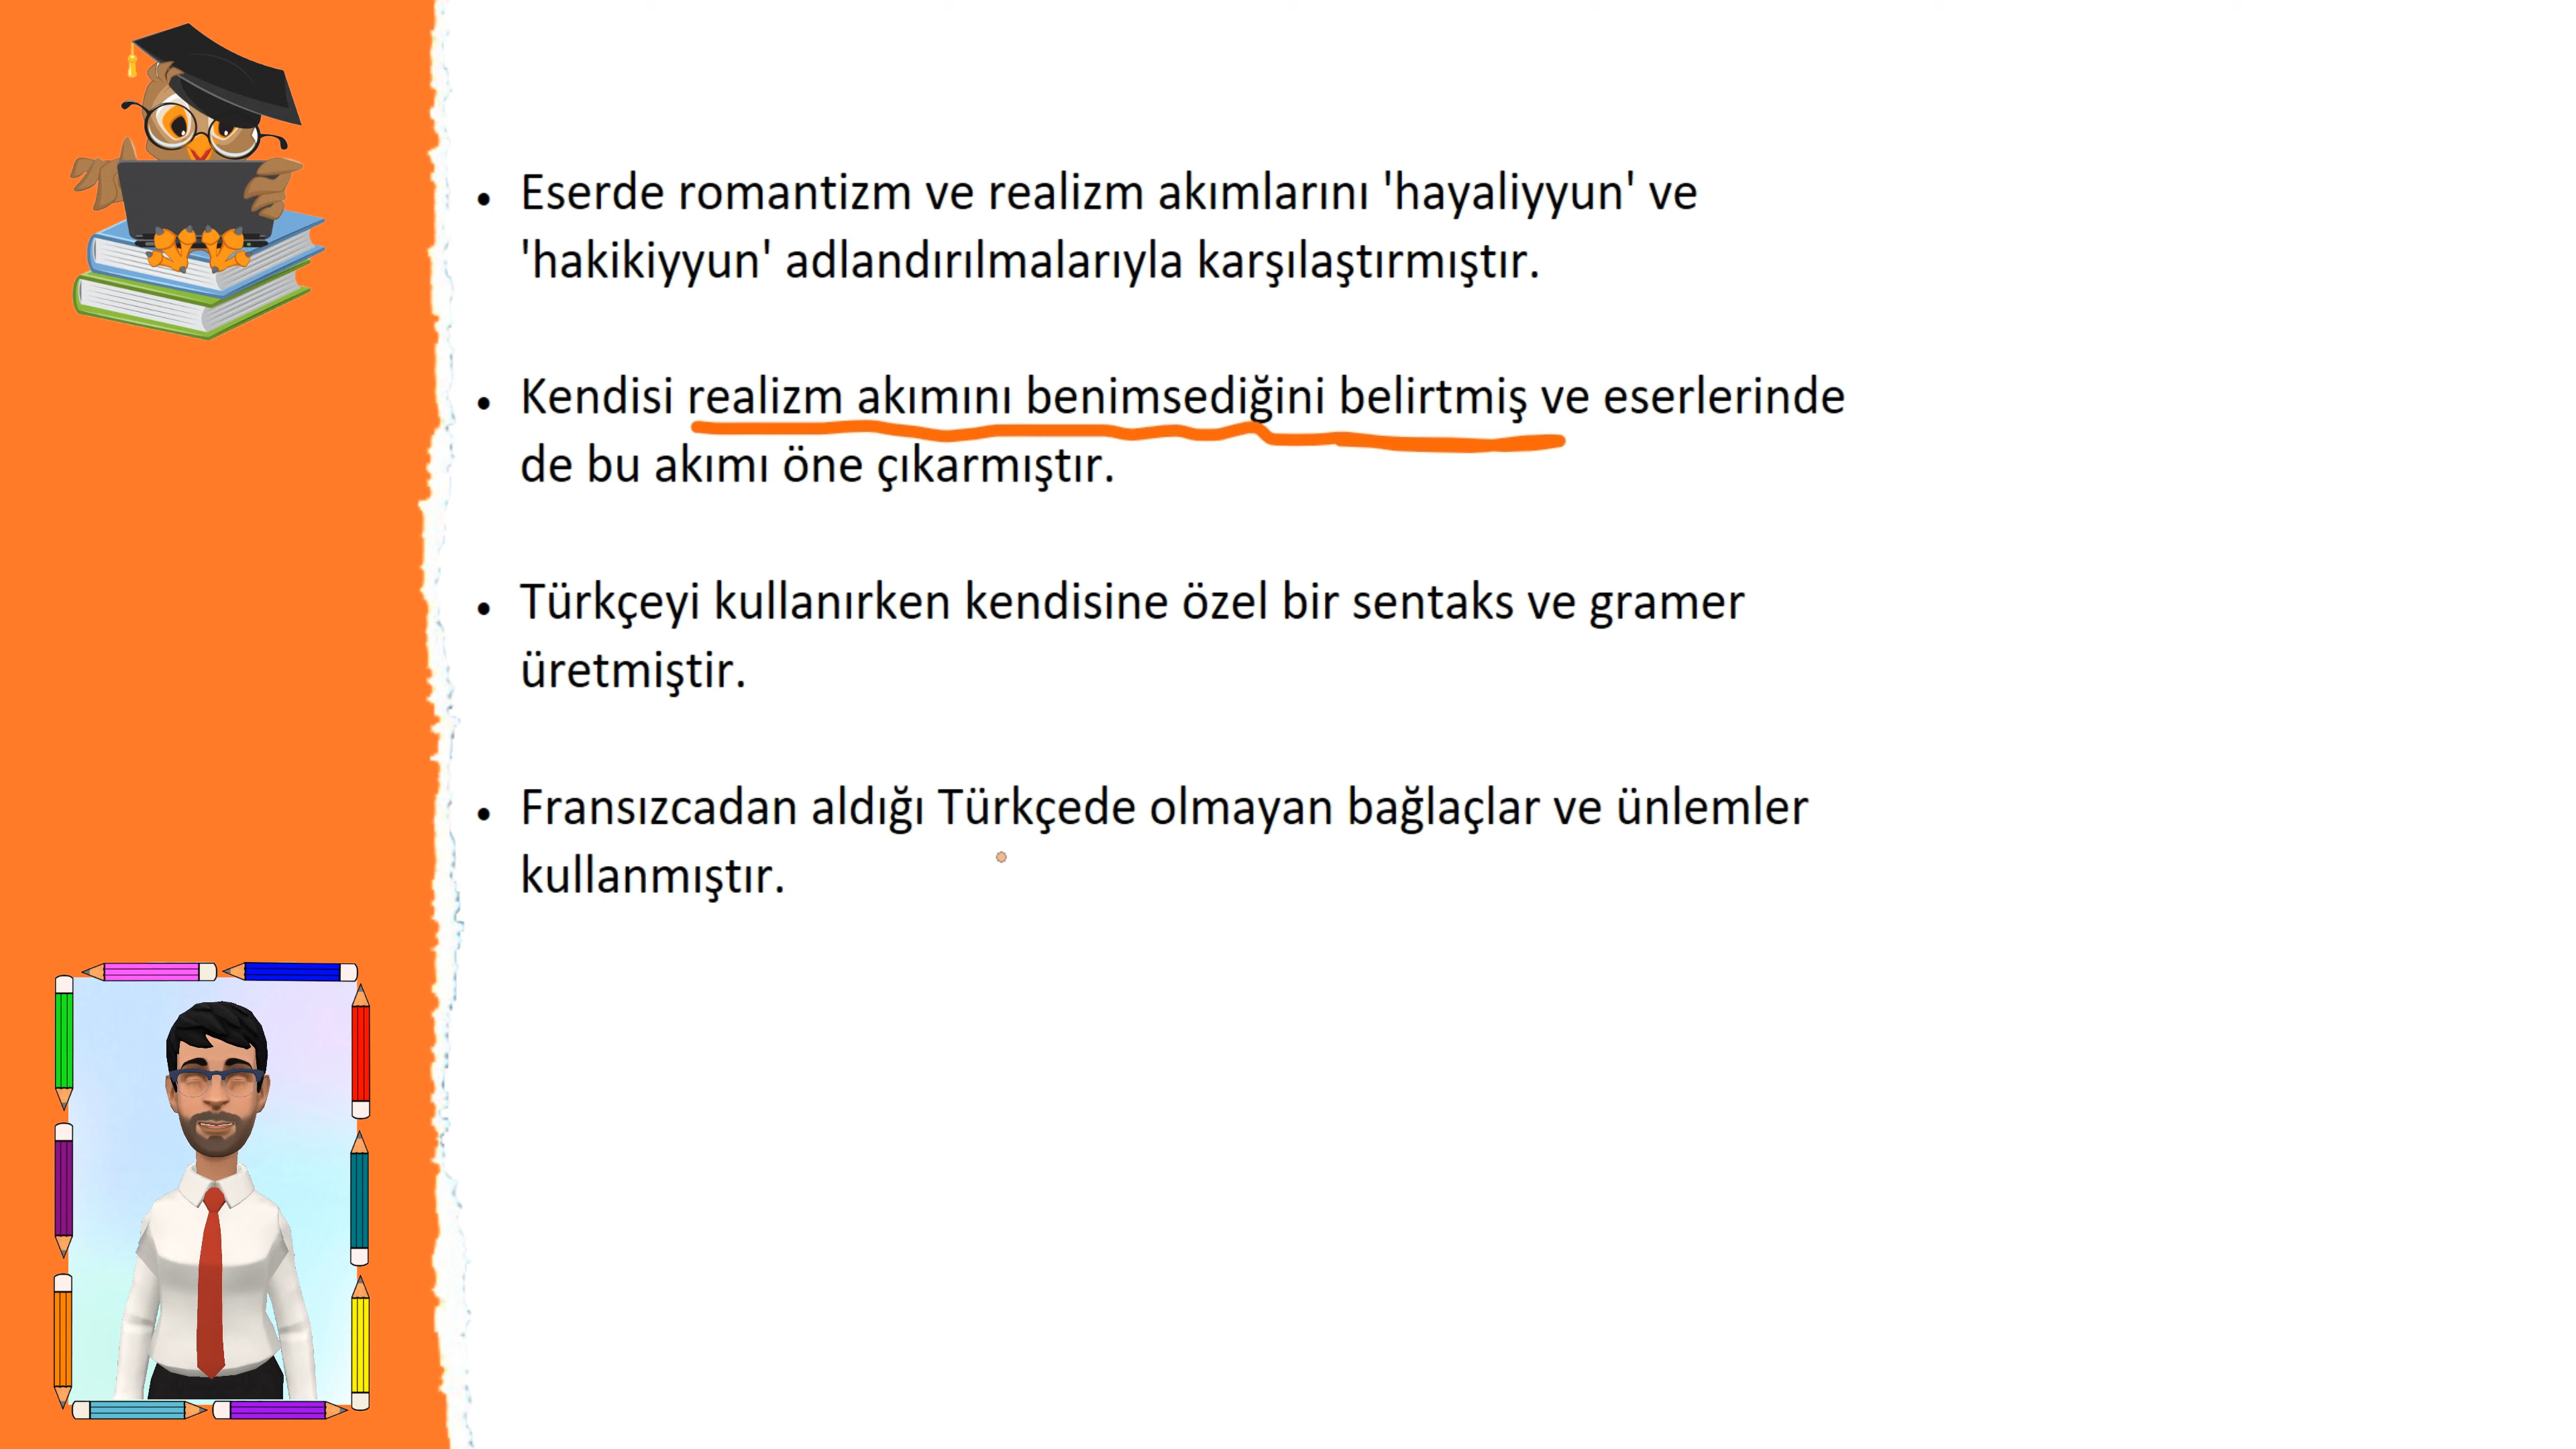 • Eserde romantizm ve realizm akımlarını 'hayaliyyun' ve
'hakikiyyun' adlandırılmalarıyla karşılaştırmıştır.
• Kendisi realizm akımını benimsediğini belirtmiş ve eserlerinde
de bu akımı öne çıkarmıştır.
• Türkçeyi kullanırken kendisine özel bir sentaks ve gramer
üretmiştir.
• Fransızcadan aldığı Türkçede olmayan bağlaçlar ve ünlemler
kullanmıştır.